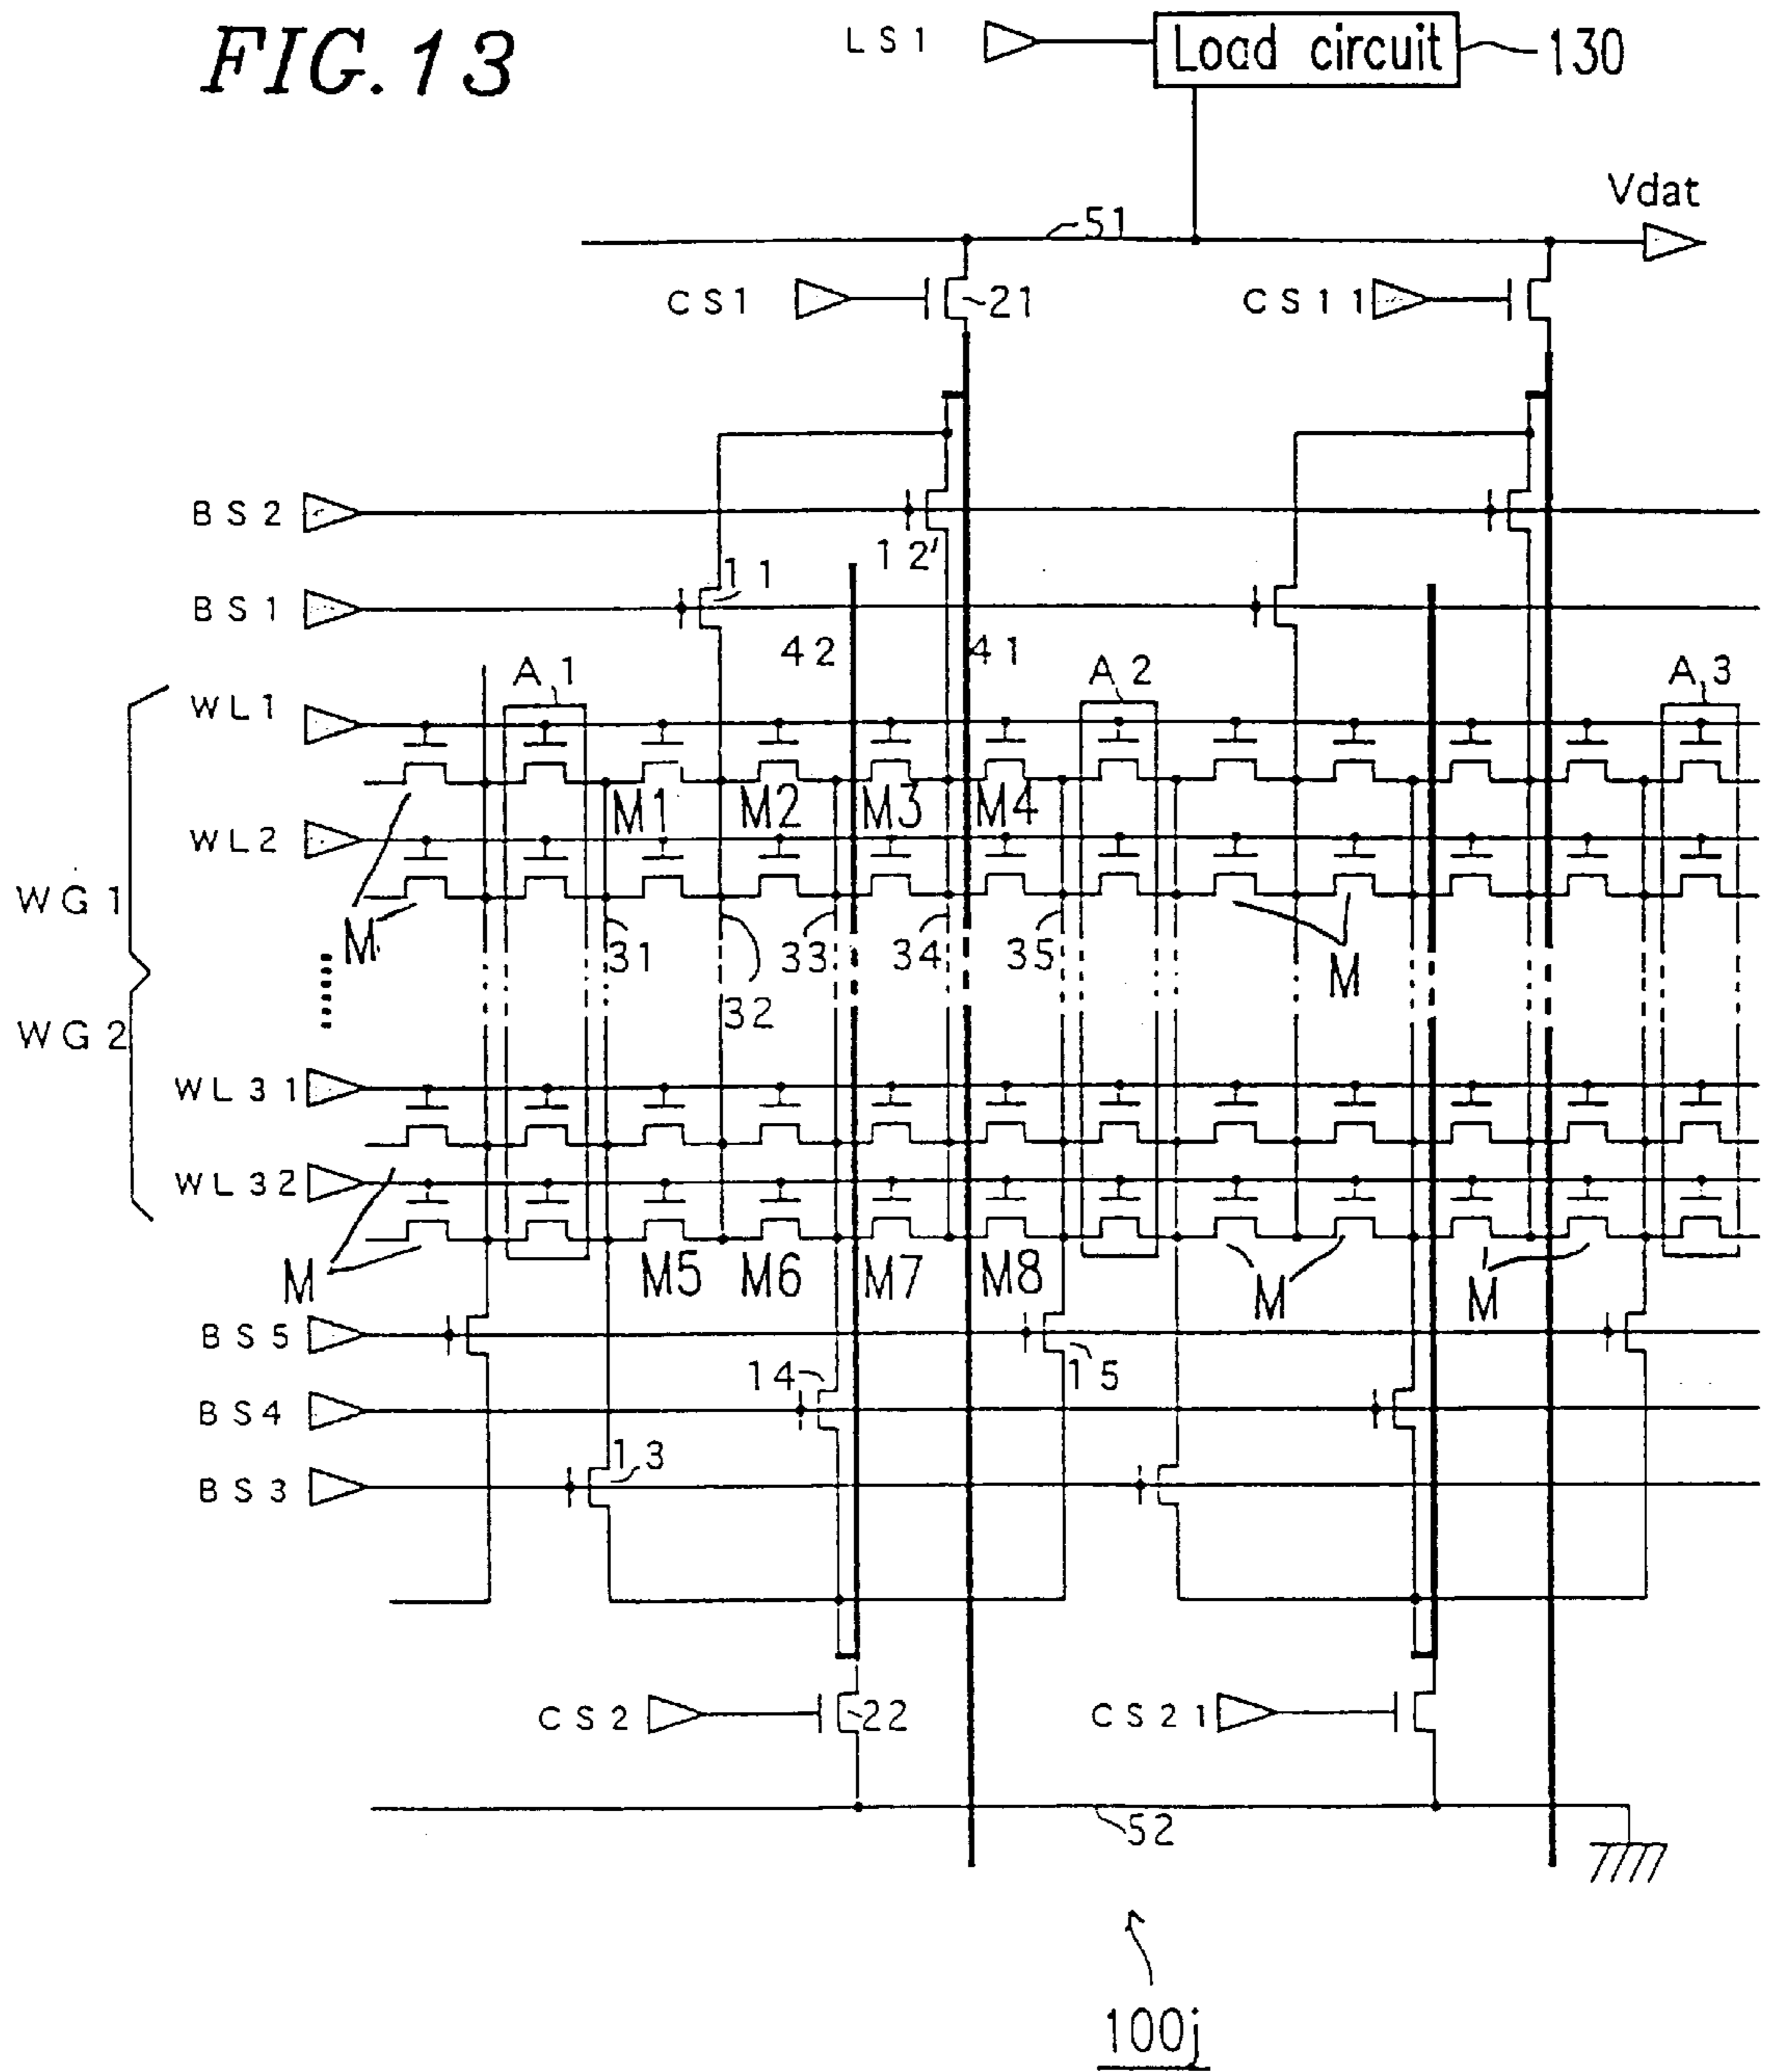 FIG. 13
LS1 Load circuit 130
Vdat
51
CS1 21 CS11
BS2
12'
11
BS1
42 41
A1 A2 A3
WL1
M1 M2 M3 M4
WL2
WG1
M M
31 33 34 35
M
32
WG2
WL31
WL32
M5 M6 M7 M8
M M M
BS5
14 15
BS4
13
BS3
CS2 22 CS21
52
100j